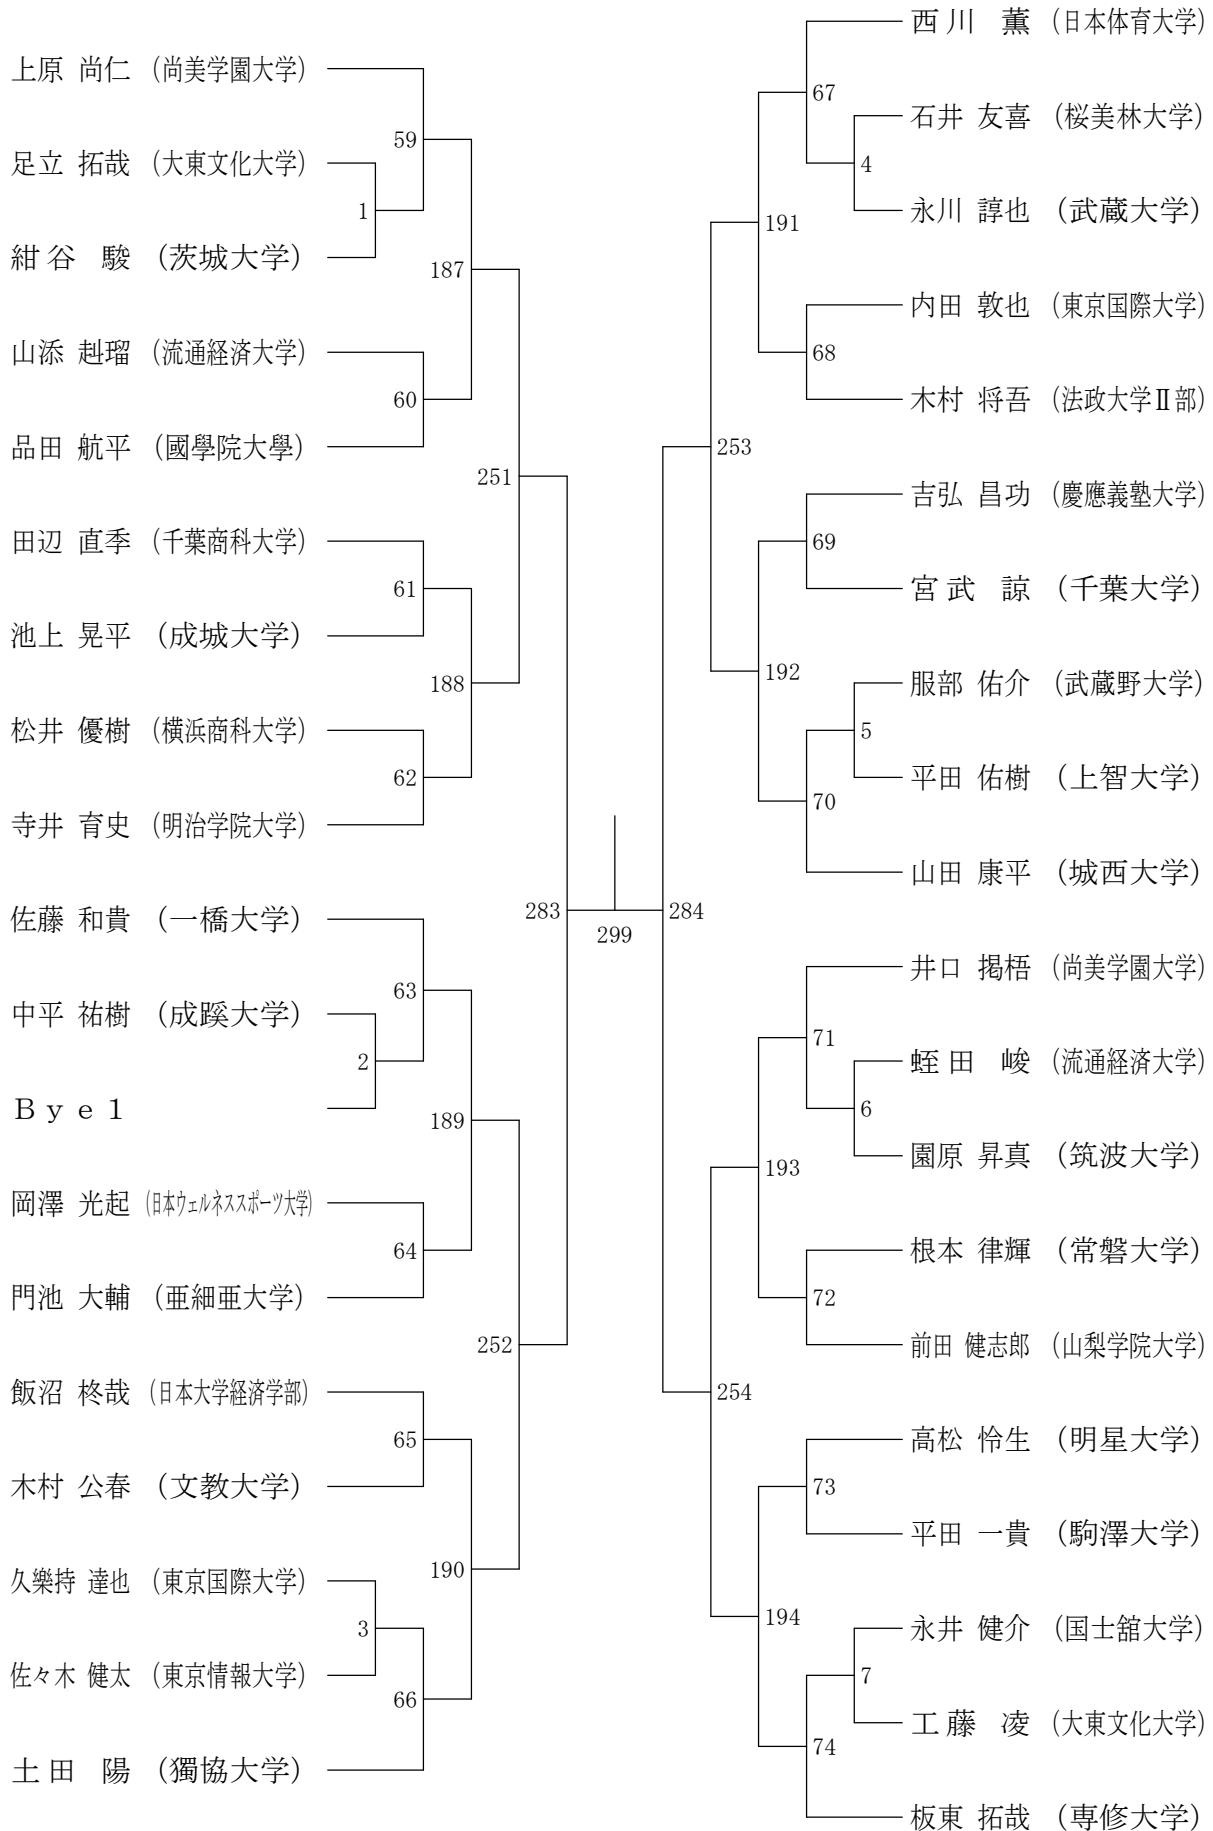 上原 尚仁 (尚美学園大学)
足立 拓哉 (大東文化大学)
紺谷 駿 (茨城大学)
山添 赳瑠 (流通経済大学)
品田 航平 (國學院大學)
田辺 直季 (千葉商科大学)
池上 晃平 (成城大学)
松井 優樹 (横浜商科大学)
寺井 育史 (明治学院大学)
佐藤 和貴 (一橋大学)
中平 祐樹 (成蹊大学)
Bye1
岡澤 光起 (日本ウェルネススポーツ大学)
門池 大輔 (亜細亜大学)
飯沼 柊哉 (日本大学経済学部)
木村 公春 (文教大学)
久樂持 達也 (東京国際大学)
佐々木 健太 (東京情報大学)
土田 陽 (獨協大学)
1
2
3
59
60
61
62
63
64
65
66
187
188
189
190
251
252
283
299
284
253
254
191
192
193
194
67
68
69
70
71
72
73
74
4
5
6
7
西川 薫 (日本体育大学)
石井 友喜 (桜美林大学)
永川 諄也 (武蔵大学)
内田 敦也 (東京国際大学)
木村 将吾 (法政大学Ⅱ部)
吉弘 昌功 (慶應義塾大学)
宮武 諒 (千葉大学)
服部 佑介 (武蔵野大学)
平田 佑樹 (上智大学)
山田 康平 (城西大学)
井口 掲梧 (尚美学園大学)
蛭田 峻 (流通経済大学)
園原 昇真 (筑波大学)
根本 律輝 (常磐大学)
前田 健志郎 (山梨学院大学)
高松 怜生 (明星大学)
平田 一貴 (駒澤大学)
永井 健介 (国士舘大学)
工藤 凌 (大東文化大学)
板東 拓哉 (専修大学)